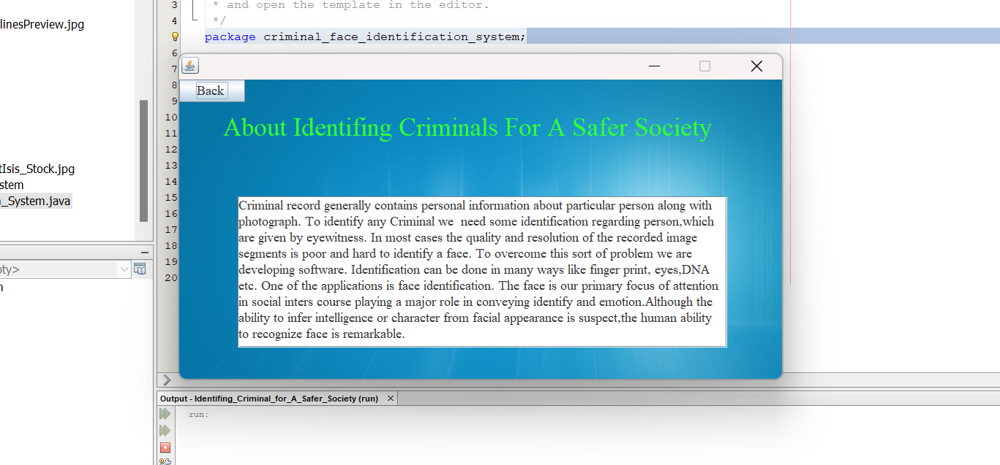 linesPreview.jpg
tIsis_Stock.jpg
stem
_System.java
pty>
n
3
4
6
7
8
9
10
11
12
13
14
15
16
17
18
19
20
* and open the template in the editor.
*/
package criminal_face_identification_system;
Back
About Identifing Criminals For A Safer Society
Criminal record generally contains personal information about particular person along with
photograph. To identify any Criminal we  need some identification regarding person,which
are given by eyewitness. In most cases the quality and resolution of the recorded image
segments is poor and hard to identify a face. To overcome this sort of problem we are
developing software. Identification can be done in many ways like finger print, eyes,DNA
etc. One of the applications is face identification. The face is our primary focus of attention
in social inters course playing a major role in conveying identify and emotion.Although the
ability to infer intelligence or character from facial appearance is suspect,the human ability
to recognize face is remarkable.
Output - Identifing_Criminal_for_A_Safer_Society (run)
run: